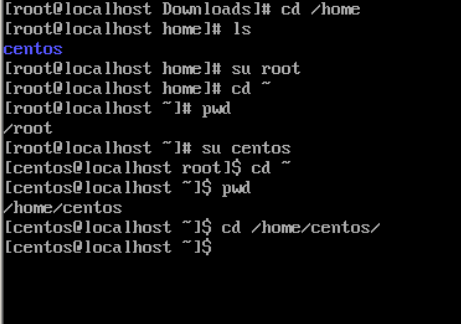 [root@localhost Downloads]# cd /home
[root@localhost home]# ls
centos
[root@localhost home]# su root
[root@localhost home]# cd ~
[root@localhost ~]# pwd
/root
[root@localhost ~]# su centos
[centos@localhost root]$ cd ~
[centos@localhost ~]$ pwd
/home/centos
[centos@localhost ~]$ cd /home/centos/
[centos@localhost ~]$